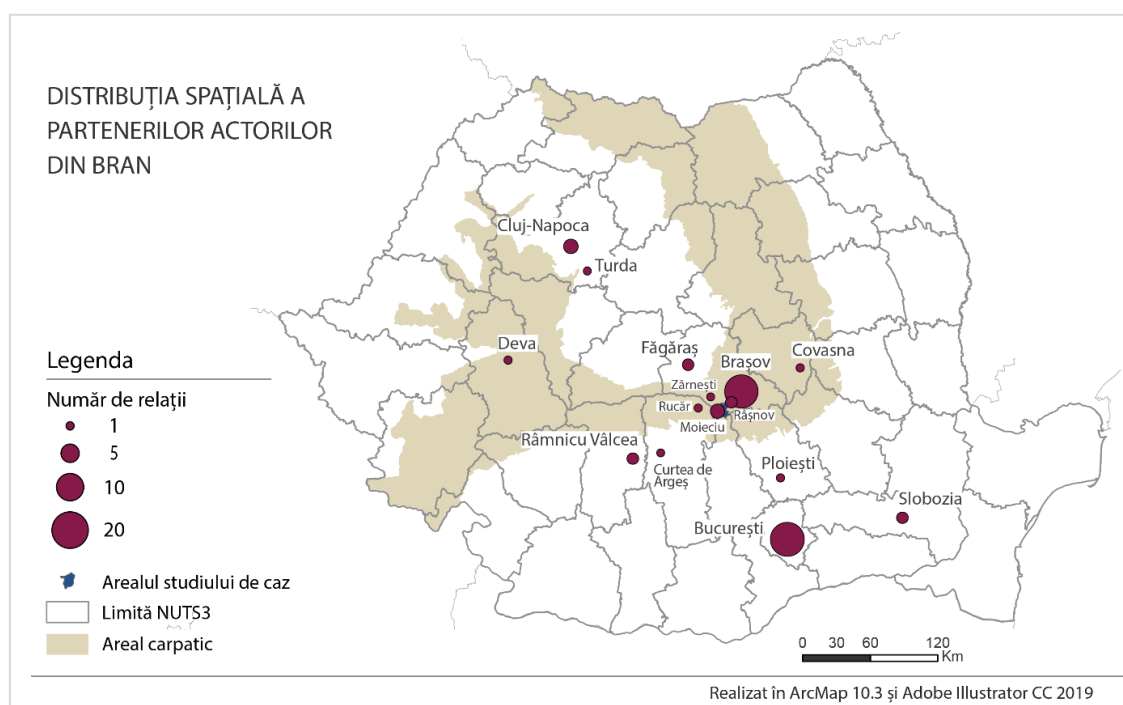 DISTRIBUȚIA SPAȚIALĂ A
PARTENERILOR ACTORILOR
DIN BRAN
Cluj-Napoca
Turda
Deva
Făgăraș
Brașov
Covasna
Zărnești
Rucăr
Râșnov
Moieciu
Râmnicu Vâlcea
Curtea de
Argeș
Ploiești
Slobozia
București
Legenda
Număr de relații
1
5
10
20
Arealul studiului de caz
Limită NUTS3
Areal carpatic
0 30 60 120
Km
Realizat în ArcMap 10.3 și Adobe Illustrator CC 2019